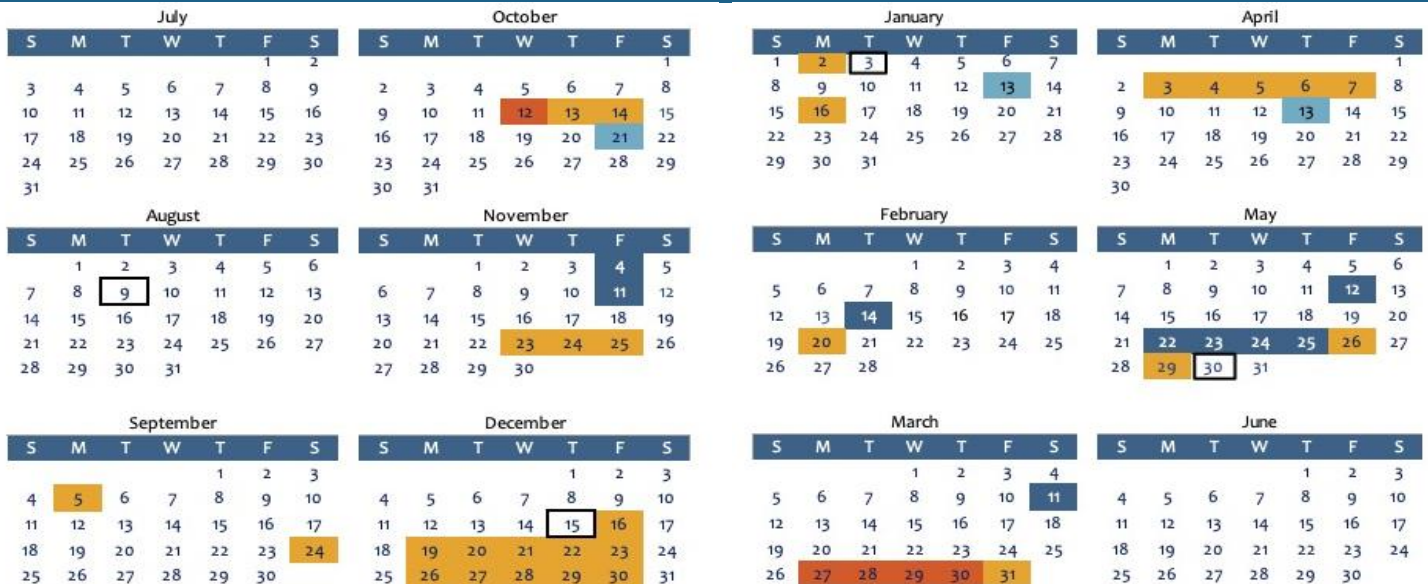 July
S M T W T F S
1 2
3 4 5 6 7 8 9
10 11 12 13 14 15 16
17 18 19 20 21 22 23
24 25 26 27 28 29 30
31
October
S M T W T F S
1
2 3 4 5 6 7 8
9 10 11 12 13 14 15
16 17 18 19 20 21 22
23 24 25 26 27 28 29
30 31
January
S M T W T F S
1 2 3 4 5 6 7
8 9 10 11 12 13 14
15 16 17 18 19 20 21
22 23 24 25 26 27 28
29 30 31
April
S M T W T F S
1
2 3 4 5 6 7 8
9 10 11 12 13 14 15
16 17 18 19 20 21 22
23 24 25 26 27 28 29
30
August
S M T W T F S
1 2 3 4 5 6
7 8 9 10 11 12 13
14 15 16 17 18 19 20
21 22 23 24 25 26 27
28 29 30 31
November
S M T W T F S
1 2 3 4 5
6 7 8 9 10 11 12
13 14 15 16 17 18 19
20 21 22 23 24 25 26
27 28 29 30
February
S M T W T F S
1 2 3 4
5 6 7 8 9 10 11
12 13 14 15 16 17 18
19 20 21 22 23 24 25
26 27 28
May
S M T W T F S
1 2 3 4 5 6
7 8 9 10 11 12 13
14 15 16 17 18 19 20
21 22 23 24 25 26 27
28 29 30 31
September
S M T W T F S
1 2 3
4 5 6 7 8 9 10
11 12 13 14 15 16 17
18 19 20 21 22 23 24
25 26 27 28 29 30
December
S M T W T F S
1 2 3
4 5 6 7 8 9 10
11 12 13 14 15 16 17
18 19 20 21 22 23 24
25 26 27 28 29 30 31
March
S M T W T F S
1 2 3 4
5 6 7 8 9 10 11
12 13 14 15 16 17 18
19 20 21 22 23 24 25
26 27 28 29 30 31
June
S M T W T F S
1 2 3
4 5 6 7 8 9 10
11 12 13 14 15 16 17
18 19 20 21 22 23 24
25 26 27 28 29 30